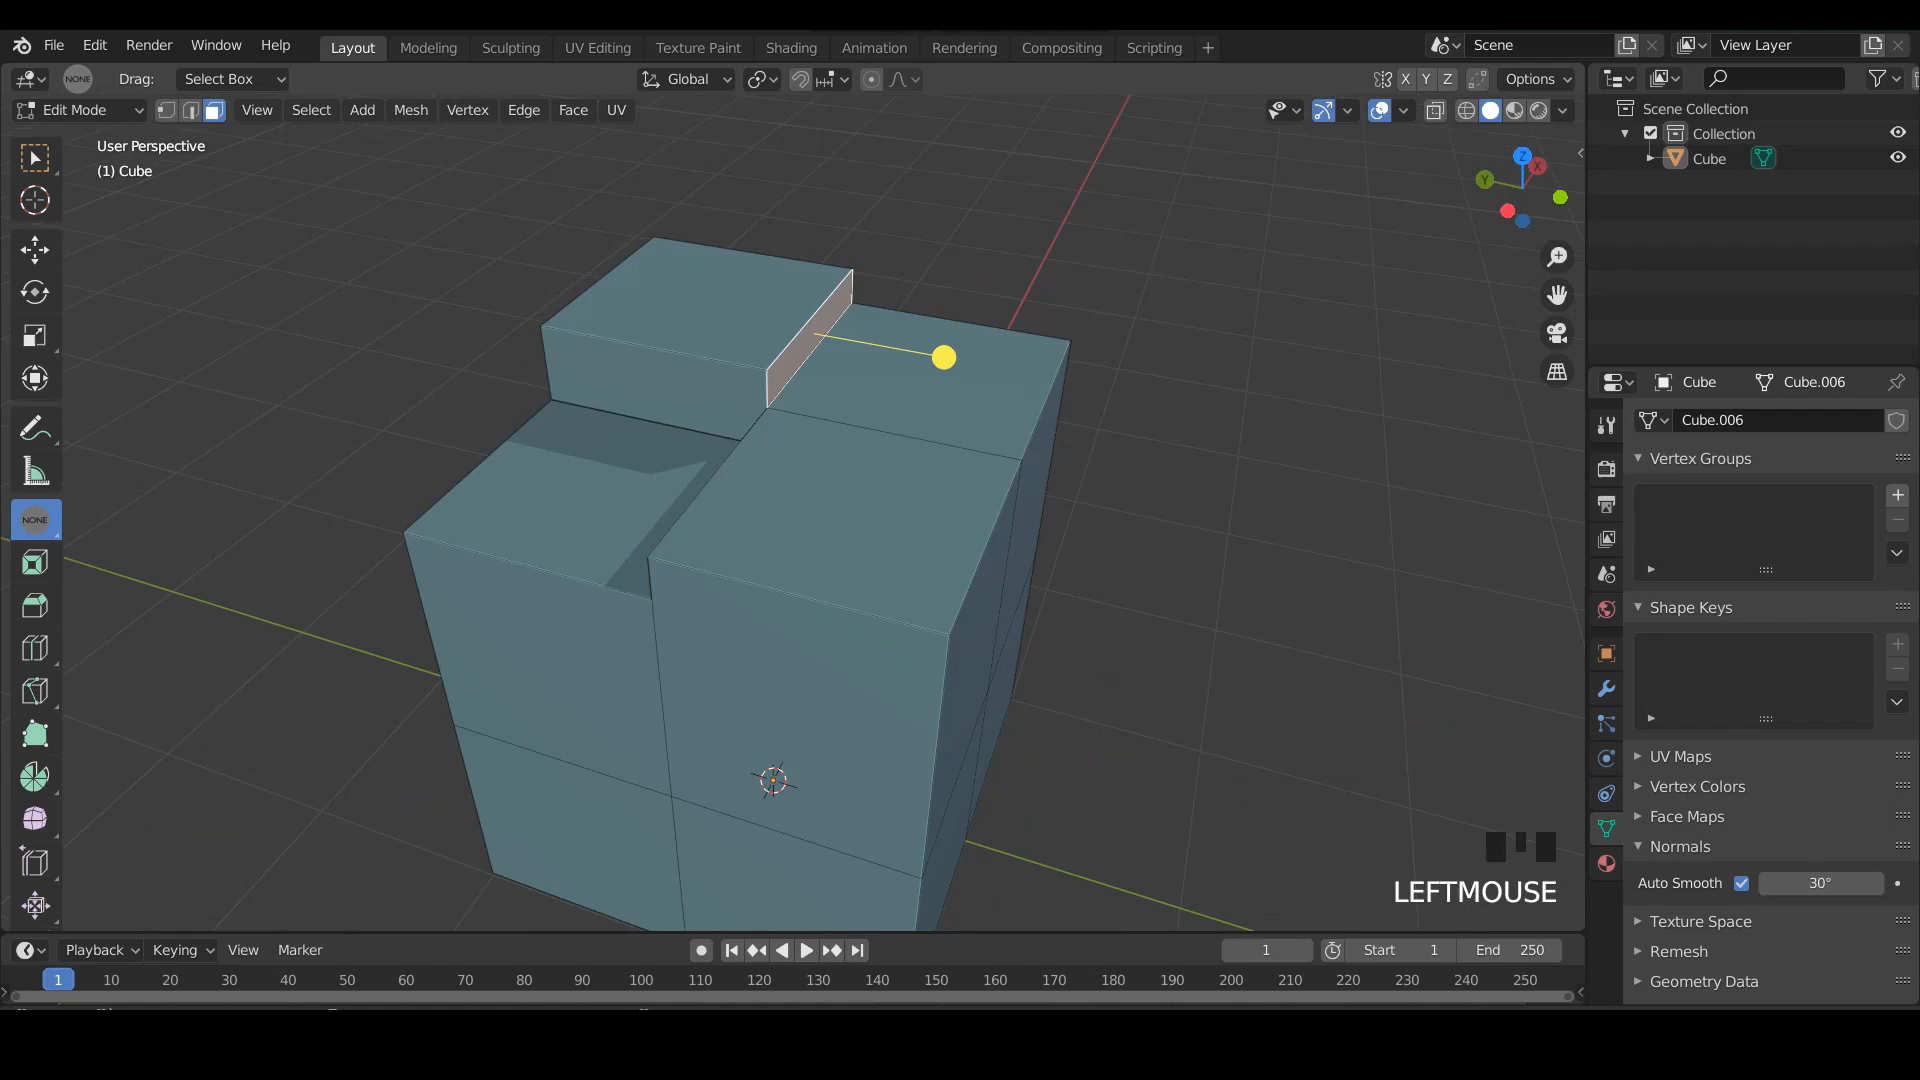 File Edit Render Window Help Layout Modeling Sculpting UV Editing Texture Paint Shading Animation Rendering Compositing Scripting + Scene View Layer
NONE Drag: Select Box Global X Y Z Options
Edit Mode View Select Add Mesh Vertex Edge Face UV
Scene Collection
Collection
Cube
User Perspective
(1) Cube
Z
X
Y
NONE
Cube Cube.006
Cube.006
Vertex Groups
Shape Keys
UV Maps
Vertex Colors
Face Maps
Normals
Auto Smooth 30°
Texture Space
Remesh
Geometry Data
LEFTMOUSE
Playback Keying View Marker 1 Start 1 End 250
1 10 20 30 40 50 60 70 80 90 100 110 120 130 140 150 160 170 180 190 200 210 220 230 240 250